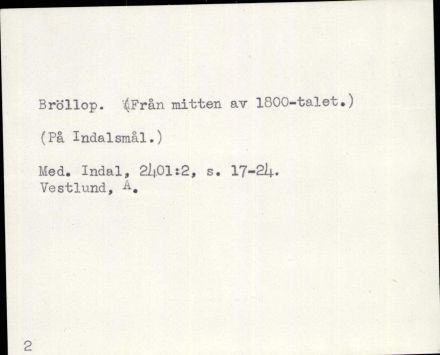 Bröllop. (Från mitten av 1800-talet.)
(På Indalsmål.)
Med. Indal, 2401:2, s. 17-24.
Vestlund, A.
2